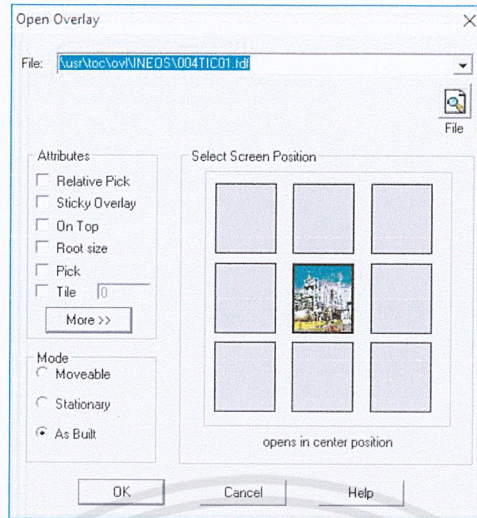 Open Overlay
File: \usr\toc\ovl\INEOS\004TIC01.fdf
File
Attributes
Relative Pick
Sticky Overlay
On Top
Root size
Pick
Tile 0
More >>
Mode
Moveable
Stationary
As Built
Select Screen Position
opens in center position
OK Cancel Help